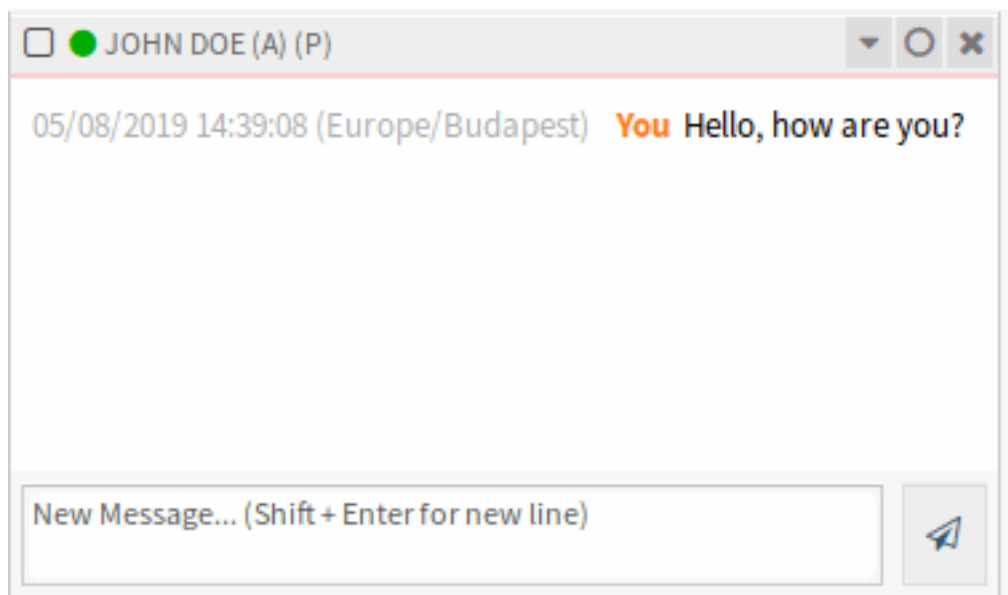 JOHN DOE (A) (P)
05/08/2019 14:39:08 (Europe/Budapest) You Hello, how are you?
New Message... (Shift + Enter for new line)